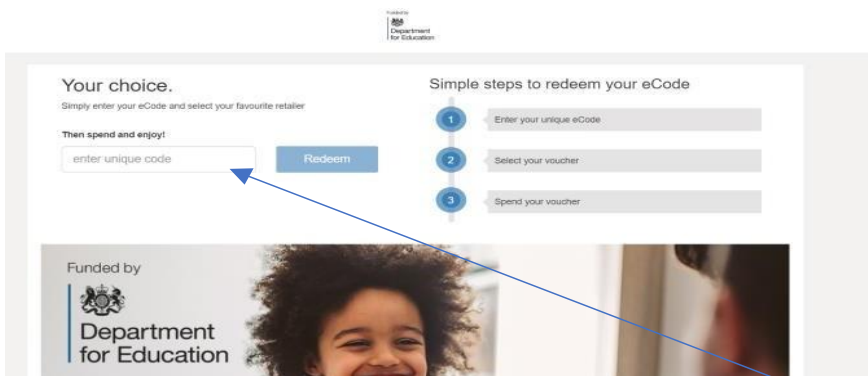 Funded by
Department
for Education
Your choice.
Simply enter your eCode and select your favourite retailer
Then spend and enjoy!
enter unique code
Redeem
Simple steps to redeem your eCode
1
Enter your unique eCode
2
Select your voucher
3
Spend your voucher
Funded by
Department
for Education